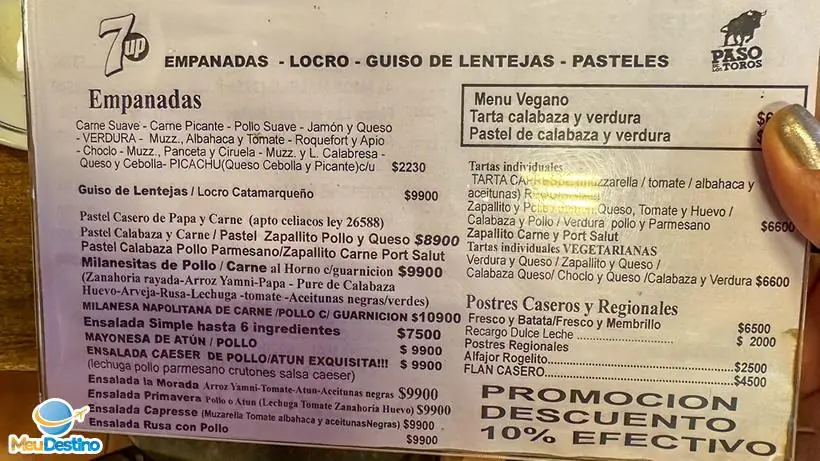 7up
EMPANADAS - LOCRO - GUISO DE LENTEJAS - PASTELES
PASO DE LOS TOROS
Empanadas
Carne Suave - Carne Picante - Pollo Suave - Jamón y Queso
- VERDURA - Muzz., Albahaca y Tomate - Roquefort y Apio
- Choclo - Muzz., Panceta y Ciruela - Muzz. y L. Calabresa -
Queso y Cebolla- PICACHU(Queso Cebolla y Picante)c/u $2230
Guiso de Lentejas / Locro Catamarqueño $9900
Pastel Casero de Papa y Carne (apto celiacos ley 26588)
Pastel Calabaza y Carne / Pastel Zapallito Pollo y Queso $8900
Pastel Calabaza Pollo Parmesano/Zapallito Carne Port Salut
Milanesitas de Pollo / Carne al Horno c/guarnicion $9900
(Zanahoria rayada-Arroz Yamni-Papa - Pure de Calabaza
Huevo-Arveja-Rusa-Lechuga -tomate -Aceitunas negras/verdes)
MILANESA NAPOLITANA DE CARNE /POLLO C/ GUARNICION $10900
Ensalada Simple hasta 6 ingredientes $7500
MAYONESA DE ATÚN / POLLO $ 9900
ENSALADA CAESER DE POLLO/ATUN EXQUISITA!!! $ 9900
(lechuga pollo parmesano crutones salsa caeser)
Ensalada la Morada Arroz Yamni-Tomate-Atun-Aceitunas negras $9900
Ensalada Primavera Pollo o Atun (Lechuga Tomate Zanahoria Huevo) $9900
Ensalada Capresse (Muzarella Tomate albahaca y aceitunasNegras) $9900
Ensalada Rusa con Pollo $9900
Menu Vegano
Tarta calabaza y verdura
Pastel de calabaza y verdura
Tartas individuales
TARTA (muzzarella / tomate / albahaca y
aceitunas)
Zapallito y Queso, Tomate y Huevo /
Calabaza y Pollo / Verdura pollo y Parmesano $6600
Zapallito Carne y Port Salut
Tartas individuales VEGETARIANAS
Verdura y Queso / Zapallito y Queso /
Calabaza Queso/ Choclo y Queso /Calabaza y Verdura $6600
Postres Caseros y Regionales
Fresco y Batata/Fresco y Membrillo $6500
Recargo Dulce Leche ........................ $ 2000
Postres Regionales
Alfajor Rogelito.................................$2500
FLAN CASERO.................................$4500
PROMOCION
DESCUENTO
10% EFECTIVO
MeuDestino